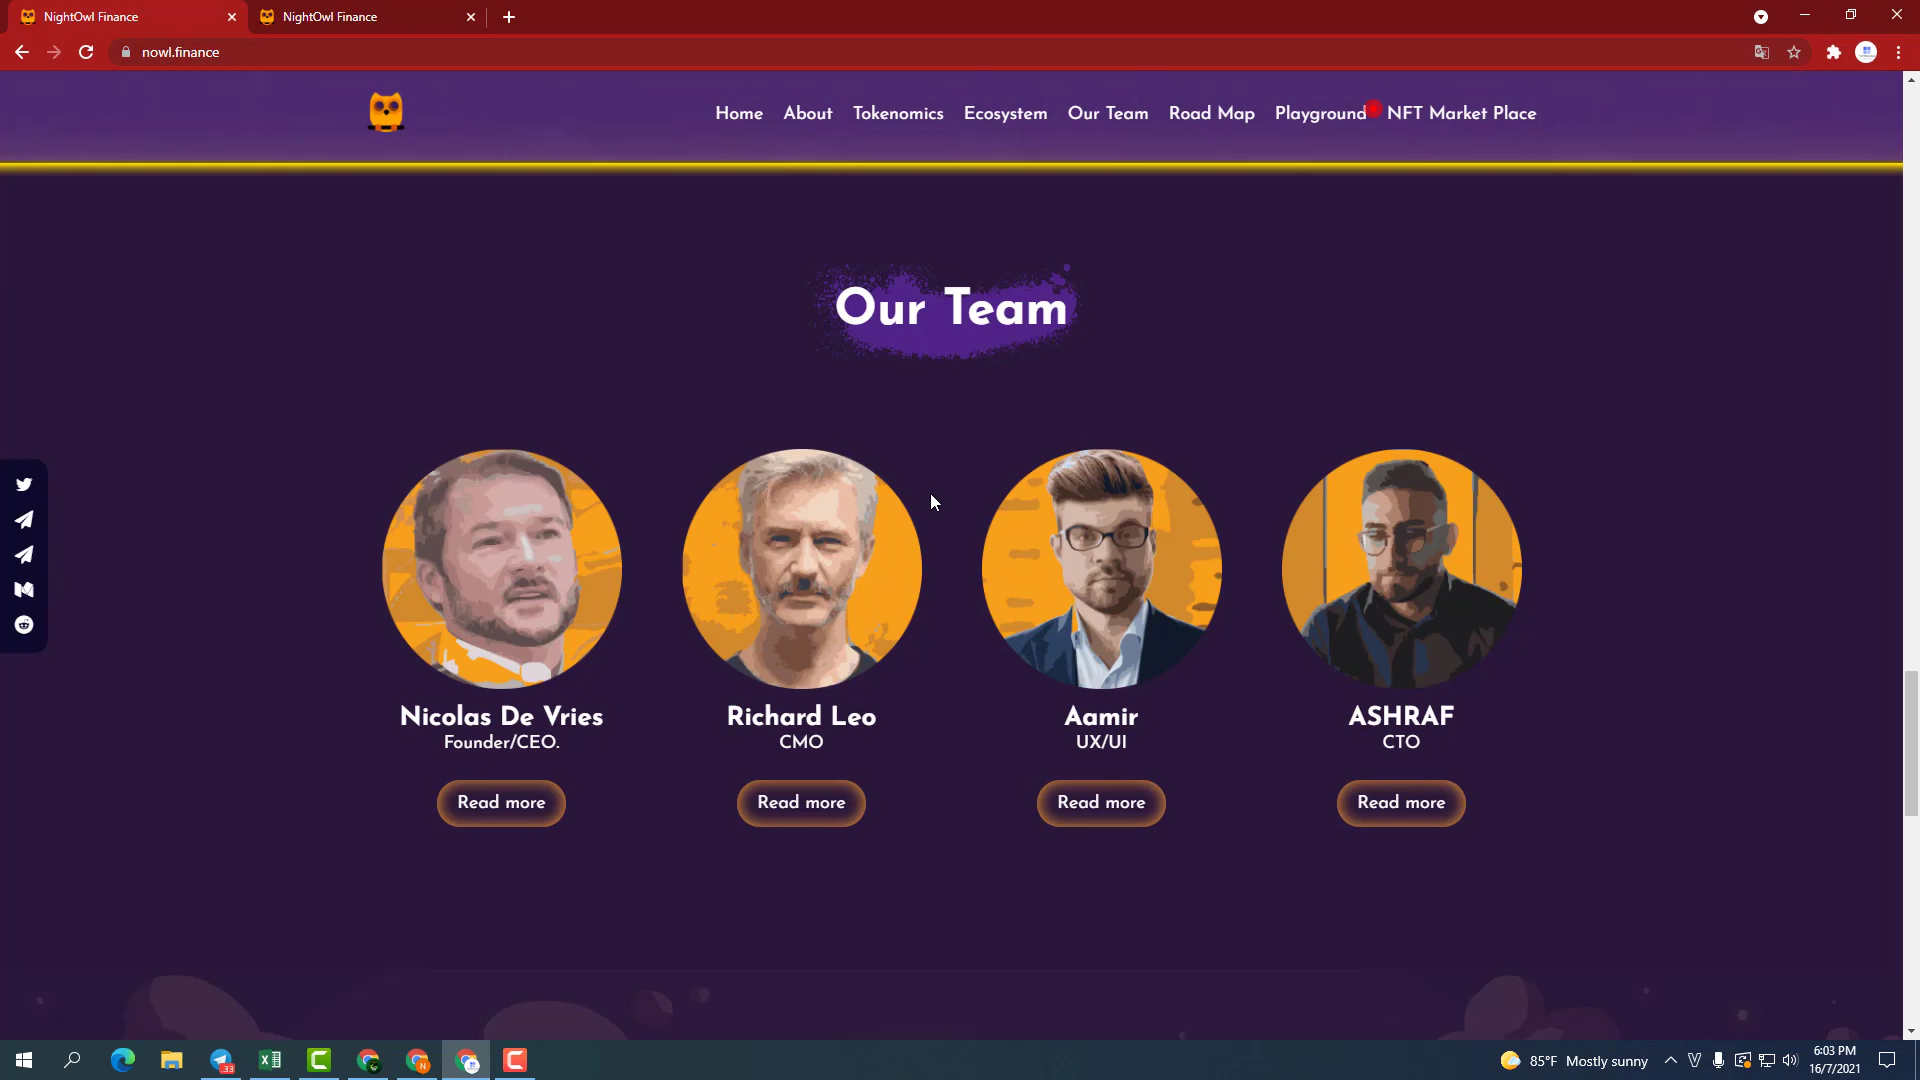 NightOwl Finance
NightOwl Finance
nowl.finance
Home About Tokenomics Ecosystem Our Team Road Map Playground NFT Market Place
Our Team
Nicolas De Vries
Founder/CEO.
Read more
Richard Leo
CMO
Read more
Aamir
UX/UI
Read more
ASHRAF
CTO
Read more
33
N
85°F Mostly sunny
6:03 PM
16/7/2021